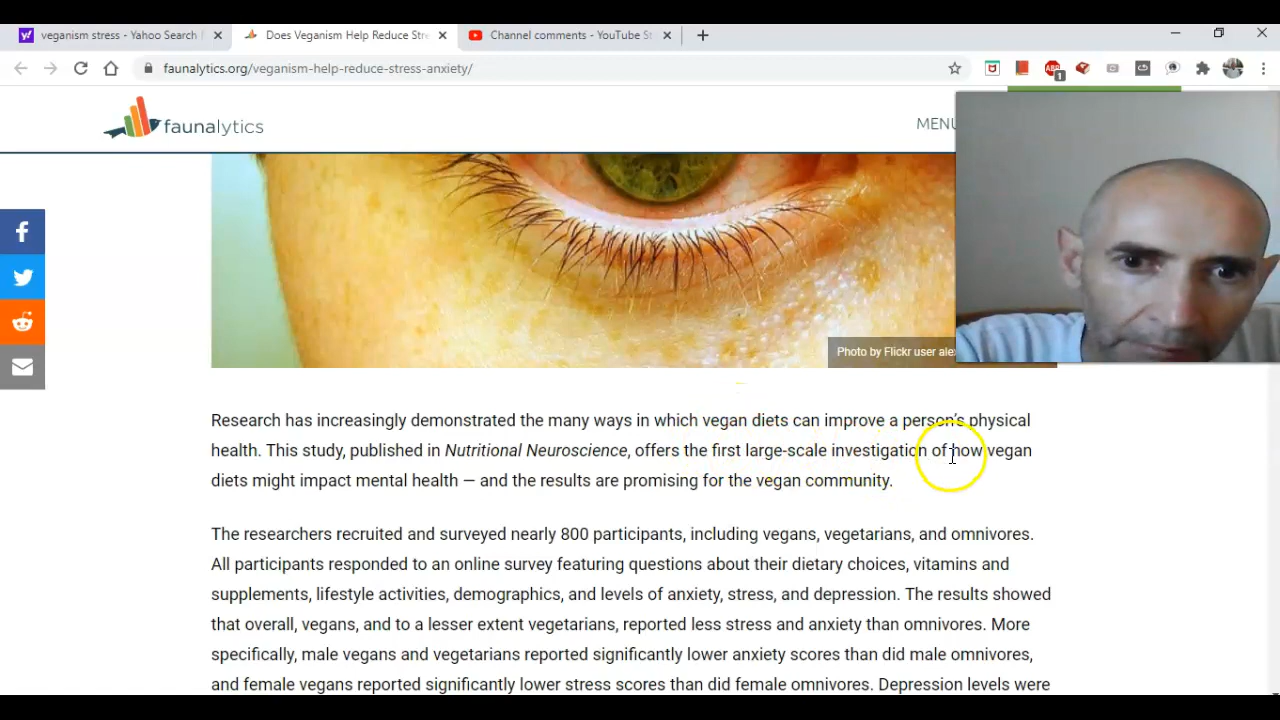 veganism stress - Yahoo Search
Does Veganism Help Reduce Stre
Channel comments - YouTube St
faunalytics.org/veganism-help-reduce-stress-anxiety/
ABP
1
faunalytics
MENU
Photo by Flickr user alex
Research has increasingly demonstrated the many ways in which vegan diets can improve a person's physical
health. This study, published in Nutritional Neuroscience, offers the first large-scale investigation of how vegan
diets might impact mental health — and the results are promising for the vegan community.
The researchers recruited and surveyed nearly 800 participants, including vegans, vegetarians, and omnivores.
All participants responded to an online survey featuring questions about their dietary choices, vitamins and
supplements, lifestyle activities, demographics, and levels of anxiety, stress, and depression. The results showed
that overall, vegans, and to a lesser extent vegetarians, reported less stress and anxiety than omnivores. More
specifically, male vegans and vegetarians reported significantly lower anxiety scores than did male omnivores,
and female vegans reported significantly lower stress scores than did female omnivores. Depression levels were